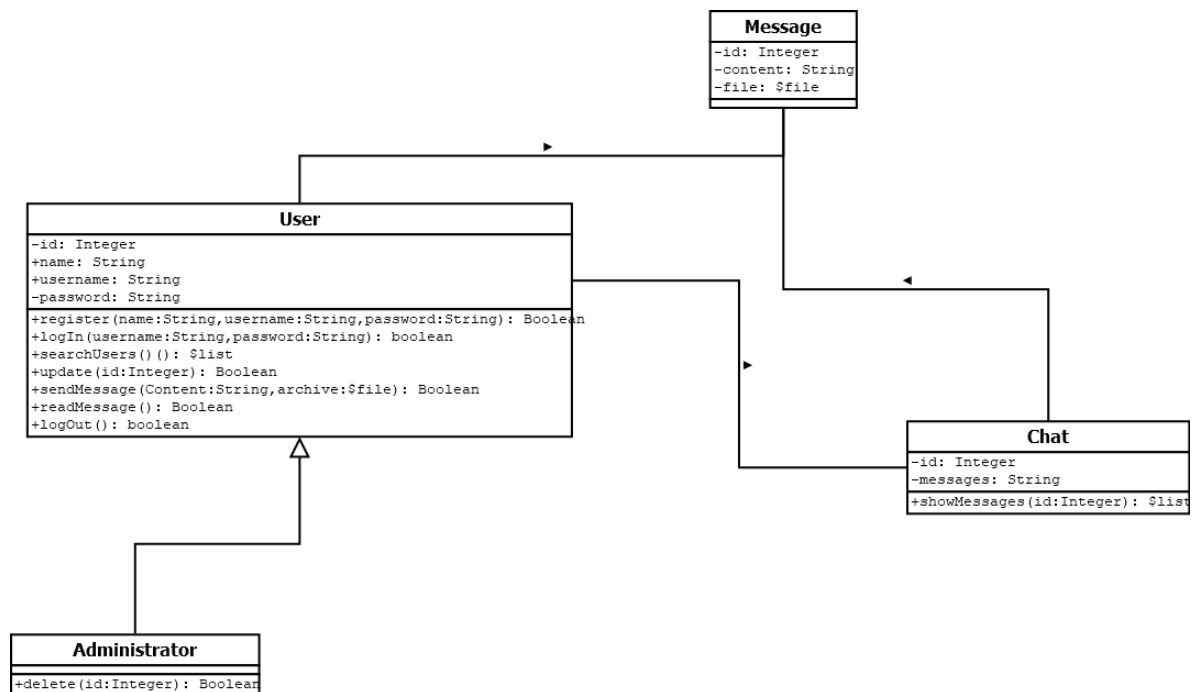 Message
-id: Integer
-content: String
-file: $file
User
-id: Integer
+name: String
+username: String
-password: String
+register(name:String,username:String,password:String): Boolean
+logIn(username:String,password:String): boolean
+searchUsers()(): $list
+update(id:Integer): Boolean
+sendMessage(Content:String,archive:$file): Boolean
+readMessage(): Boolean
+logOut(): boolean
Chat
-id: Integer
-messages: String
+showMessages(id:Integer): $list
Administrator
+delete(id:Integer): Boolean